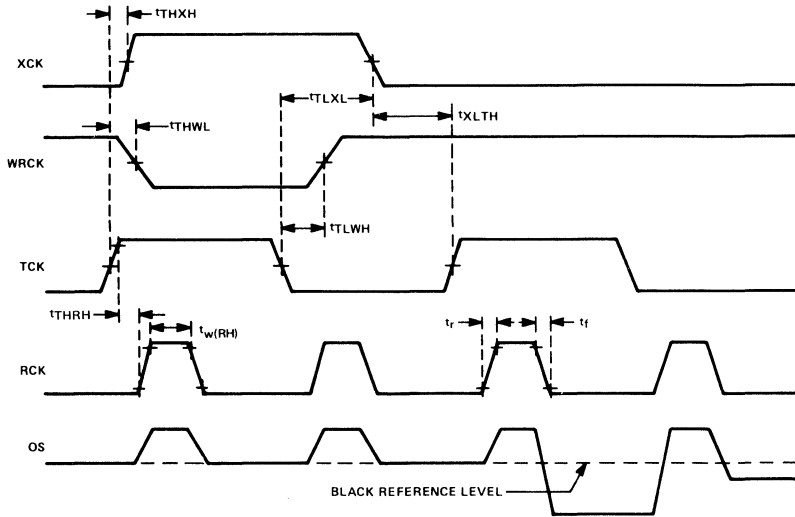 tTHXH
XCK
tTLXL
tXLTH
tTHWL
WRCK
tTLWH
TCK
tTHRH
tw(RH)
tr
tf
RCK
OS
BLACK REFERENCE LEVEL